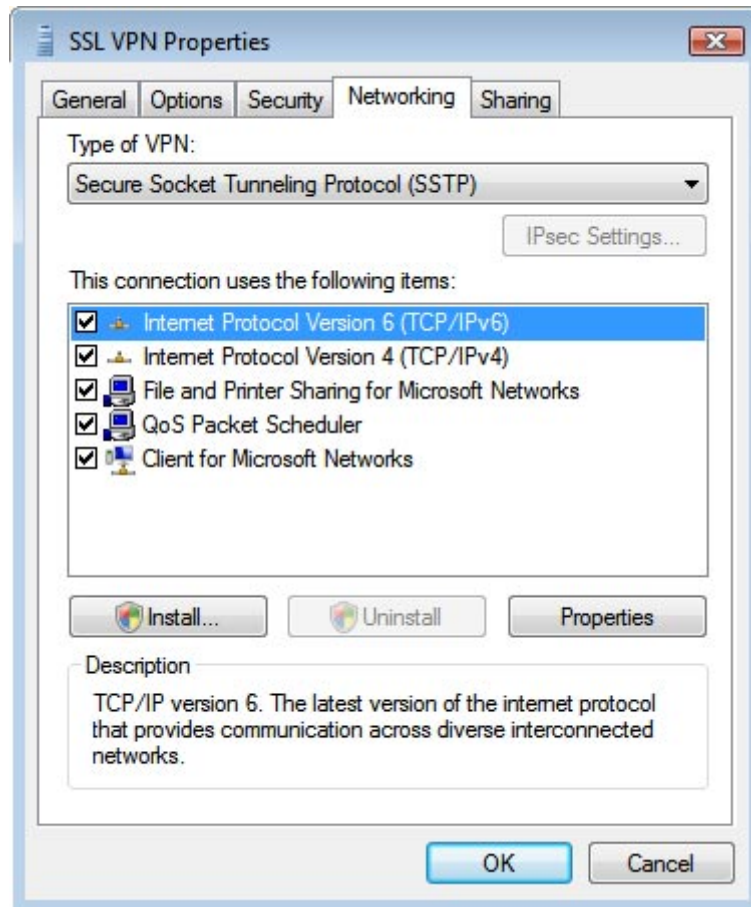 SSL VPN Properties
General Options Security Networking Sharing
Type of VPN:
Secure Socket Tunneling Protocol (SSTP)
IPsec Settings...
This connection uses the following items:
Internet Protocol Version 6 (TCP/IPv6)
Internet Protocol Version 4 (TCP/IPv4)
File and Printer Sharing for Microsoft Networks
QoS Packet Scheduler
Client for Microsoft Networks
Install... Uninstall Properties
Description
TCP/IP version 6. The latest version of the internet protocol
that provides communication across diverse interconnected
networks.
OK Cancel